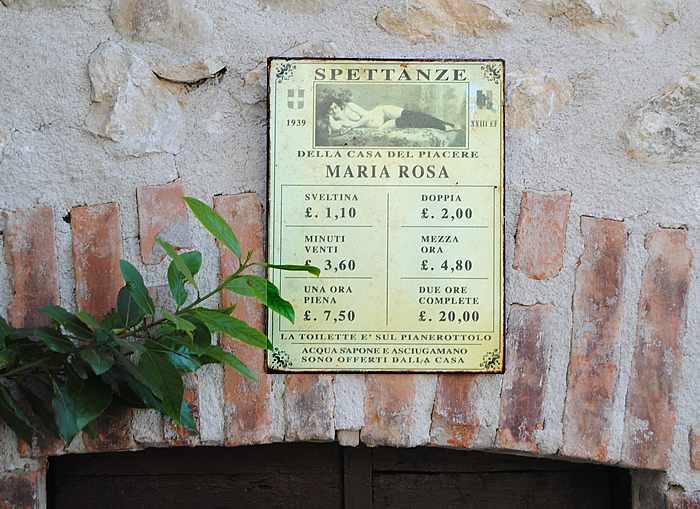 SPETTANZE
1939
XVIII E.F
DELLA CASA DEL PIACERE
MARIA ROSA
SVELTINA
£. 1,10
DOPPIA
£. 2,00
MINUTI
VENTI
£. 3,60
MEZZA
ORA
£. 4,80
UNA ORA
PIENA
£. 7,50
DUE ORE
COMPLETE
£. 20,00
LA TOILETTE E' SUL PIANEROTTOLO
ACQUA SAPONE E ASCIUGAMANO
SONO OFFERTI DALLA CASA